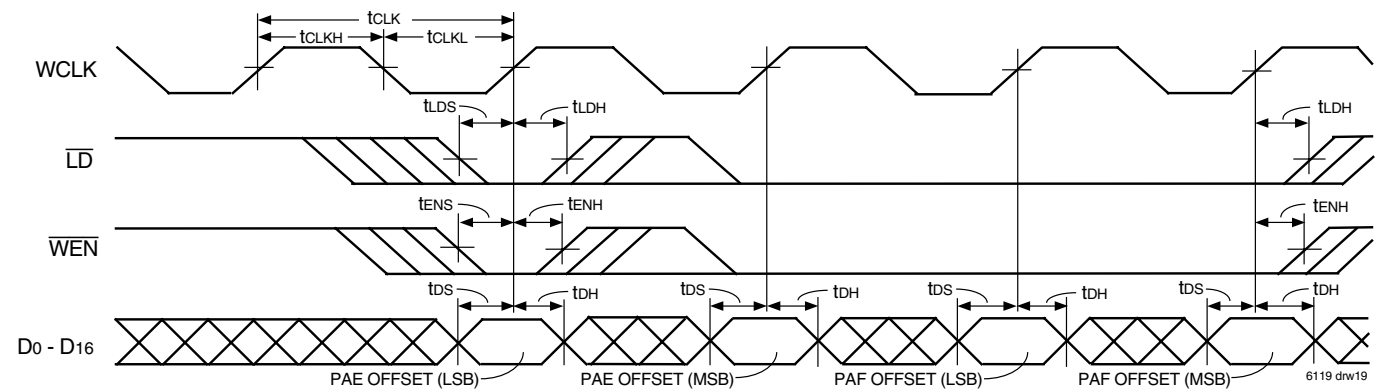 tCLK
tCLKH
tCLKL
WCLK
tLDS
tLDH
tLDH
LD
tENS
tENH
tENH
WEN
tDS
tDH
tDS
tDH
tDS
tDH
tDS
tDH
D0 - D16
PAE OFFSET (LSB)
PAE OFFSET (MSB)
PAF OFFSET (LSB)
PAF OFFSET (MSB)
6119 drw19